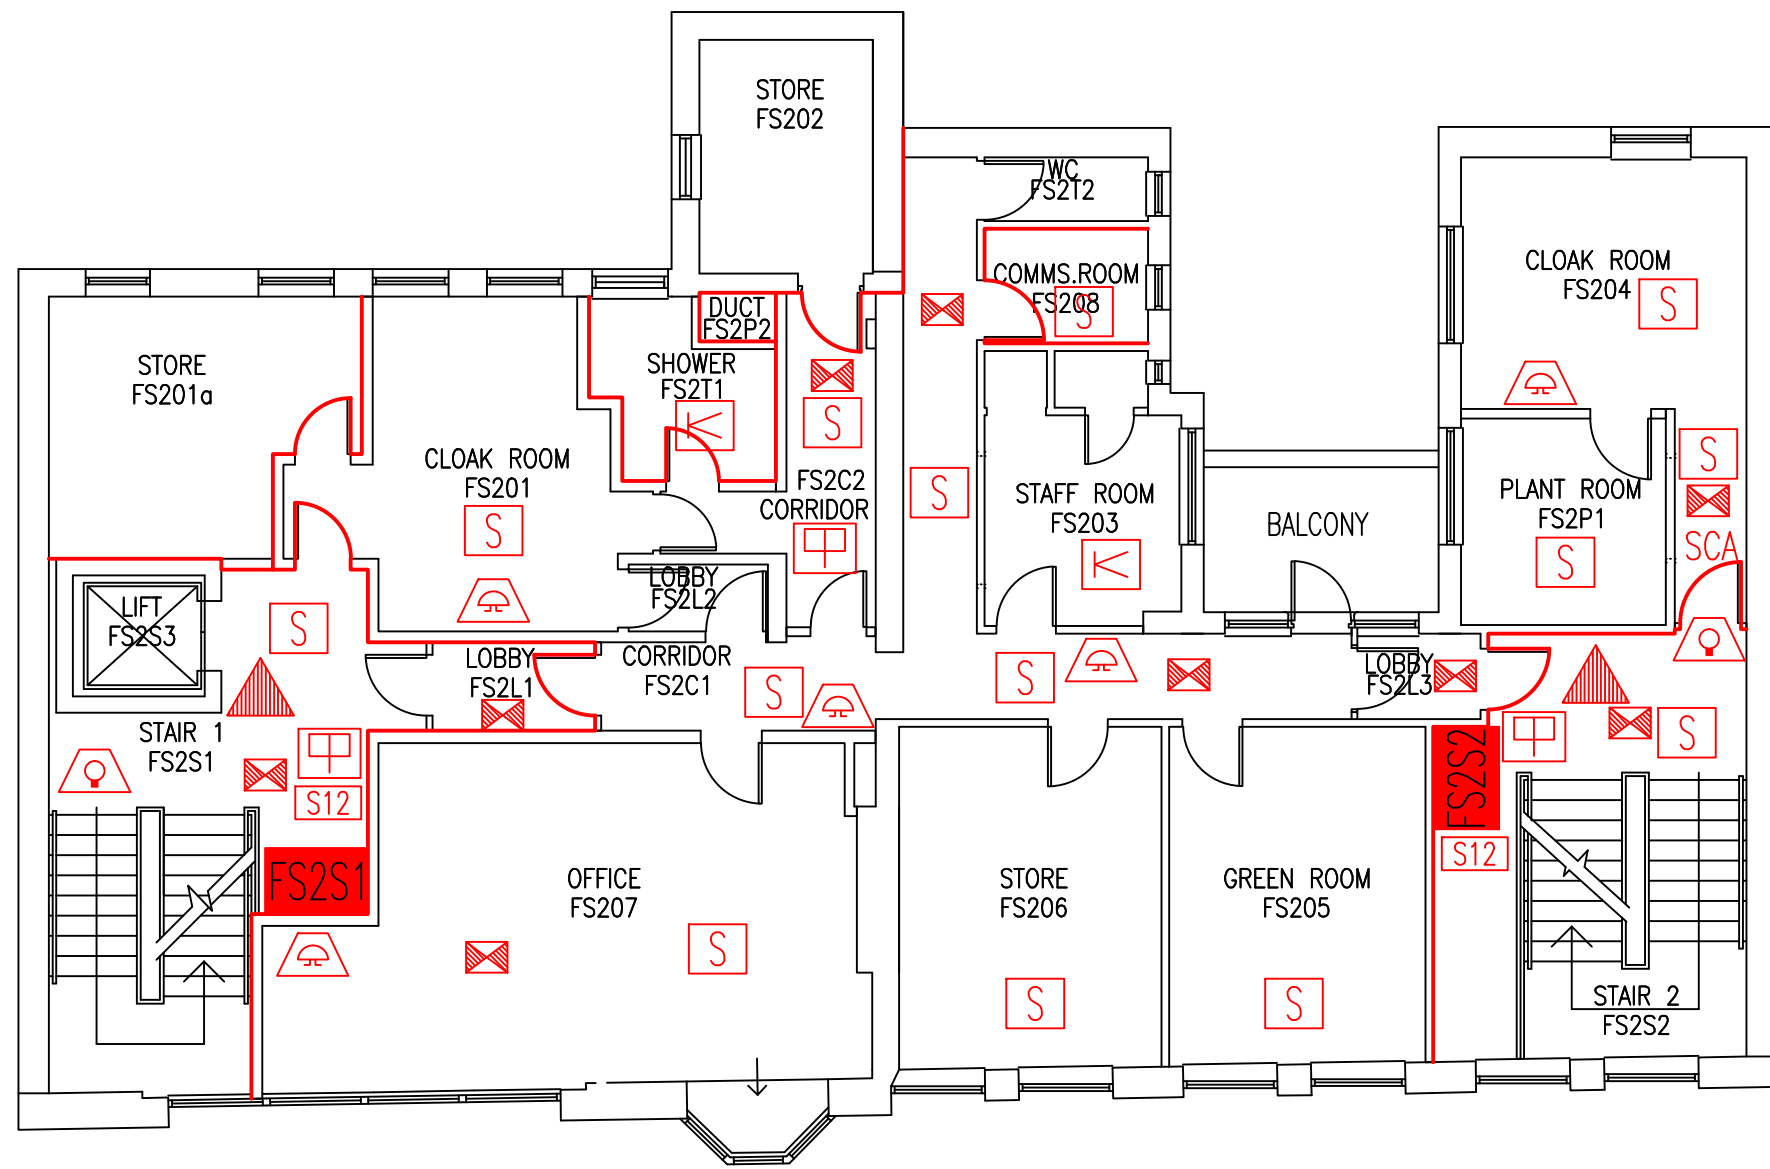 STORE
FS202
WC
FS2T2
COMMS.ROOM
FS208
S
CLOAK ROOM
FS204
S
DUCT
FS2P2
STORE
FS201a
SHOWER
FS2T1
S
CLOAK ROOM
FS201
S
FS2C2
CORRIDOR
S
STAFF ROOM
FS203
BALCONY
PLANT ROOM
FS2P1
S
S
SCA
LIFT
FS2S3
S
LOBBY
FS2L2
LOBBY
FS2L1
CORRIDOR
FS2C1
S
S
LOBBY
FS2L3
STAIR 1
FS2S1
S12
S
FS2S2
S12
FS2S1
OFFICE
FS207
S
STORE
FS206
S
GREEN ROOM
FS205
S
STAIR 2
FS2S2